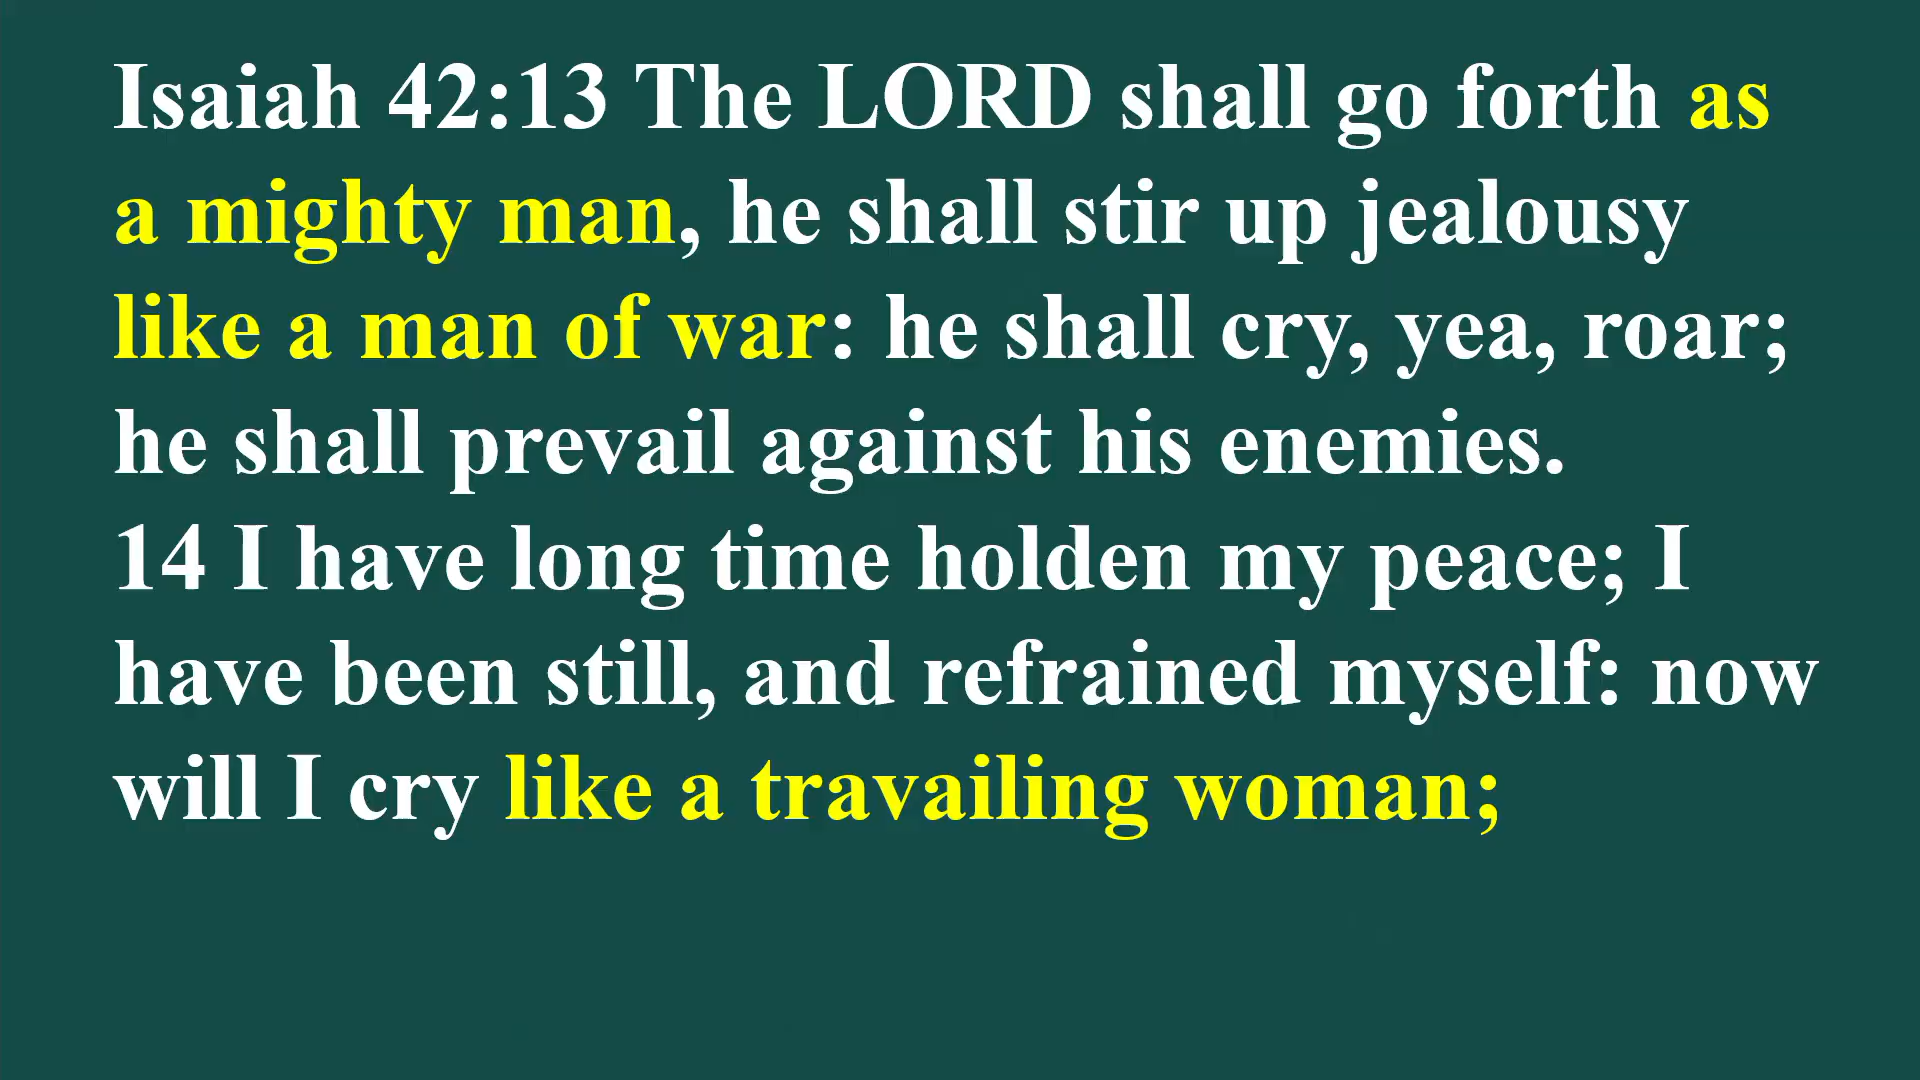 Isaiah 42:13 The LORD shall go forth as
a mighty man, he shall stir up jealousy
like a man of war: he shall cry, yea, roar;
he shall prevail against his enemies.
14 I have long time holden my peace; I
have been still, and refrained myself: now
will I cry like a travailing woman;